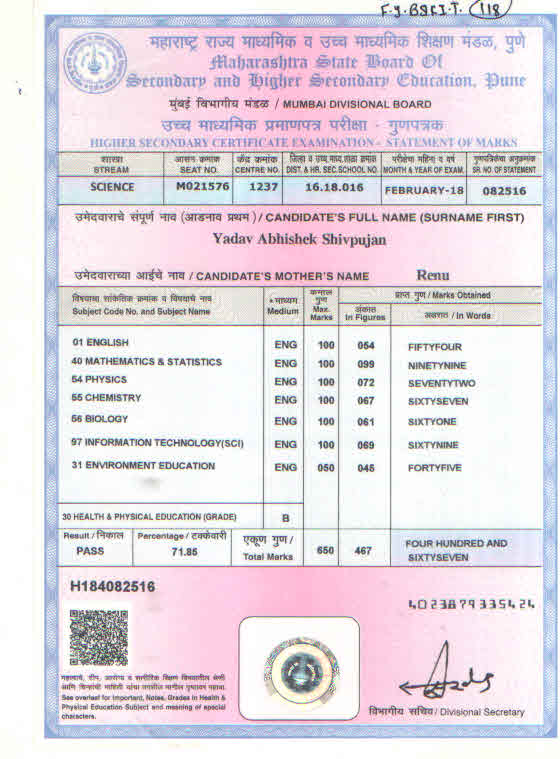 F.Y.BSC I.T. 118
महाराष्ट्र राज्य माध्यमिक व उच्च माध्यमिक शिक्षण मंडळ, पुणे
Maharashtra State Board Of
Secondary and Higher Secondary Education, Pune
मुंबई विभागीय मंडळ / MUMBAI DIVISIONAL BOARD
उच्च माध्यमिक प्रमाणपत्र परीक्षा - गुणपत्रक
HIGHER SECONDARY CERTIFICATE EXAMINATION - STATEMENT OF MARKS
शाखा आसन क्रमांक केंद्र क्रमांक जिल्हा व उच्च माध्य.शाळा क्रमांक परीक्षेचा महिना व वर्ष गुणपत्रिकेचा अनुक्रमांक
STREAM SEAT NO. CENTRE NO. DIST. & HR. SEC.SCHOOL NO. MONTH & YEAR OF EXAM. SR. NO. OF STATEMENT
SCIENCE M021576 1237 16.18.016 FEBRUARY-18 082516
उमेदवाराचे संपूर्ण नाव (आडनाव प्रथम) / CANDIDATE'S FULL NAME (SURNAME FIRST)
Yadav Abhishek Shivpujan
उमेदवाराच्या आईचे नाव / CANDIDATE'S MOTHER'S NAME Renu
विषयाचा सांकेतिक क्रमांक व विषयाचे नाव माध्यम कमाल गुण प्राप्त गुण / Marks Obtained
Subject Code No. and Subject Name Medium Max. Marks अंकात In Figures अक्षरात / In Words
01 ENGLISH ENG 100 054 FIFTYFOUR
40 MATHEMATICS & STATISTICS ENG 100 099 NINETYNINE
54 PHYSICS ENG 100 072 SEVENTYTWO
55 CHEMISTRY ENG 100 067 SIXTYSEVEN
56 BIOLOGY ENG 100 061 SIXTYONE
97 INFORMATION TECHNOLOGY(SCI) ENG 100 069 SIXTYNINE
31 ENVIRONMENT EDUCATION ENG 050 045 FORTYFIVE
30 HEALTH & PHYSICAL EDUCATION (GRADE) B
Result / निकाल Percentage / टक्केवारी एकूण गुण / FOUR HUNDRED AND
PASS 71.85 Total Marks 650 467 SIXTYSEVEN
H184082516
4023879335424
See overleaf for Important, Notes, Grades in Health &
Physical Education Subject and meaning of special
characters.
विभागीय सचिव / Divisional Secretary